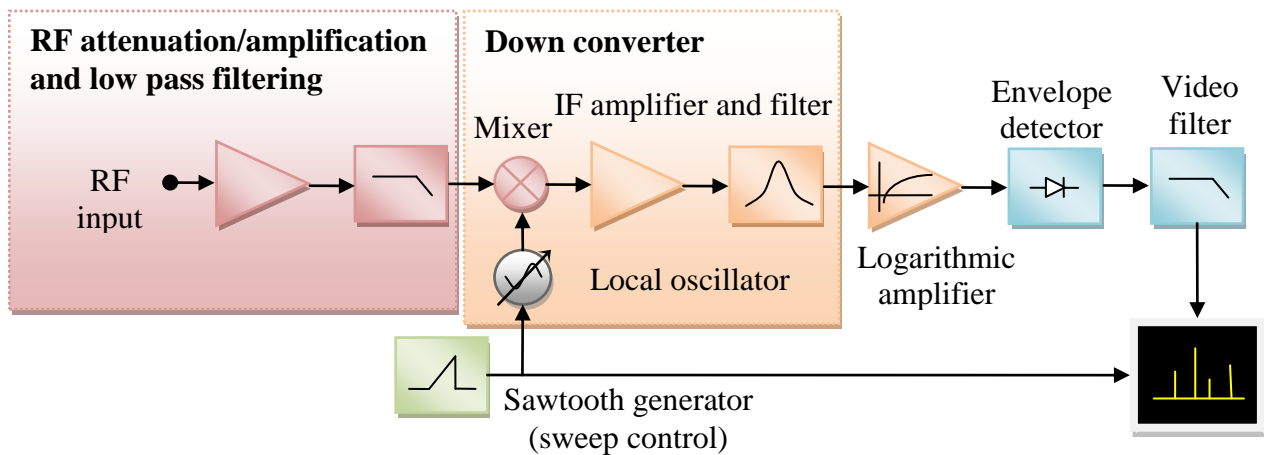 RF attenuation/amplification
and low pass filtering
Down converter
IF amplifier and filter
Mixer
Envelope
detector
Video
filter
RF
input
Local oscillator
Logarithmic
amplifier
Sawtooth generator
(sweep control)